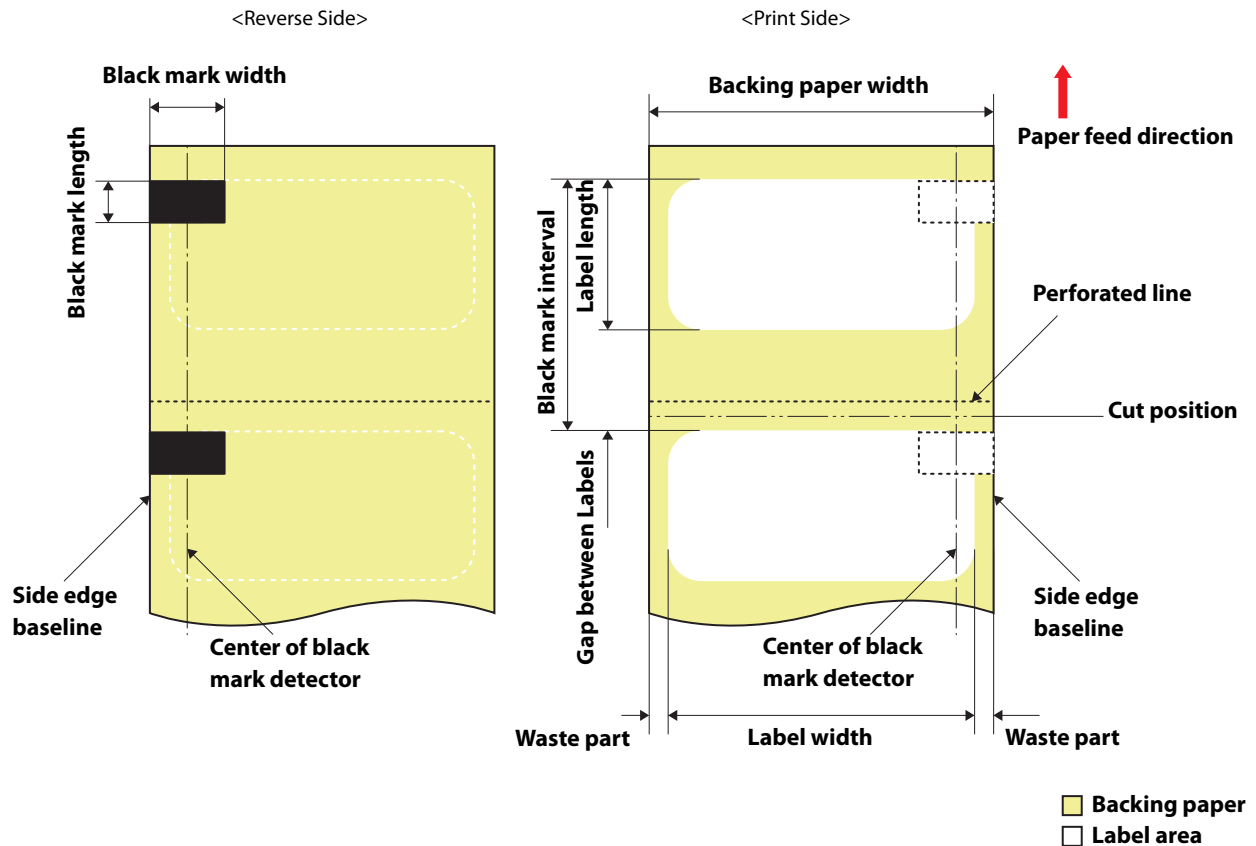 <Reverse Side>
<Print Side>
Black mark width
Backing paper width
Paper feed direction
Black mark length
Black mark interval
Label length
Perforated line
Cut position
Gap between Labels
Side edge
baseline
Center of black
mark detector
Center of black
mark detector
Side edge
baseline
Waste part
Label width
Waste part
Backing paper
Label area